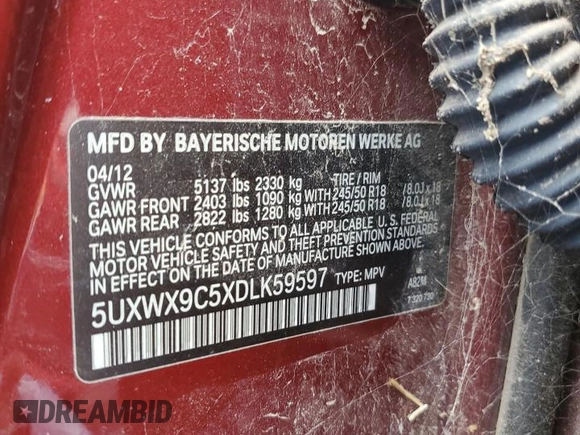 MFD BY BAYERISCHE MOTOREN WERKE AG
04/12
GVWR 5137 lbs 2330 kg TIRE / RIM
GAWR FRONT 2403 lbs 1090 kg WITH 245/50 R18 /8.0J x 18
GAWR REAR 2822 lbs 1280 kg WITH 245/50 R18 /8.0J x 18
THIS VEHICLE CONFORMS TO ALL APPLICABLE U. S. FEDERAL
MOTOR VEHICLE SAFETY AND THEFT PREVENTION STANDARDS
IN EFFECT ON THE DATE OF MANUFACTURE SHOWN ABOVE.
5UXWX9C5XDLK59597 TYPE: MPV
A82M
7 320 730
DREAMBID